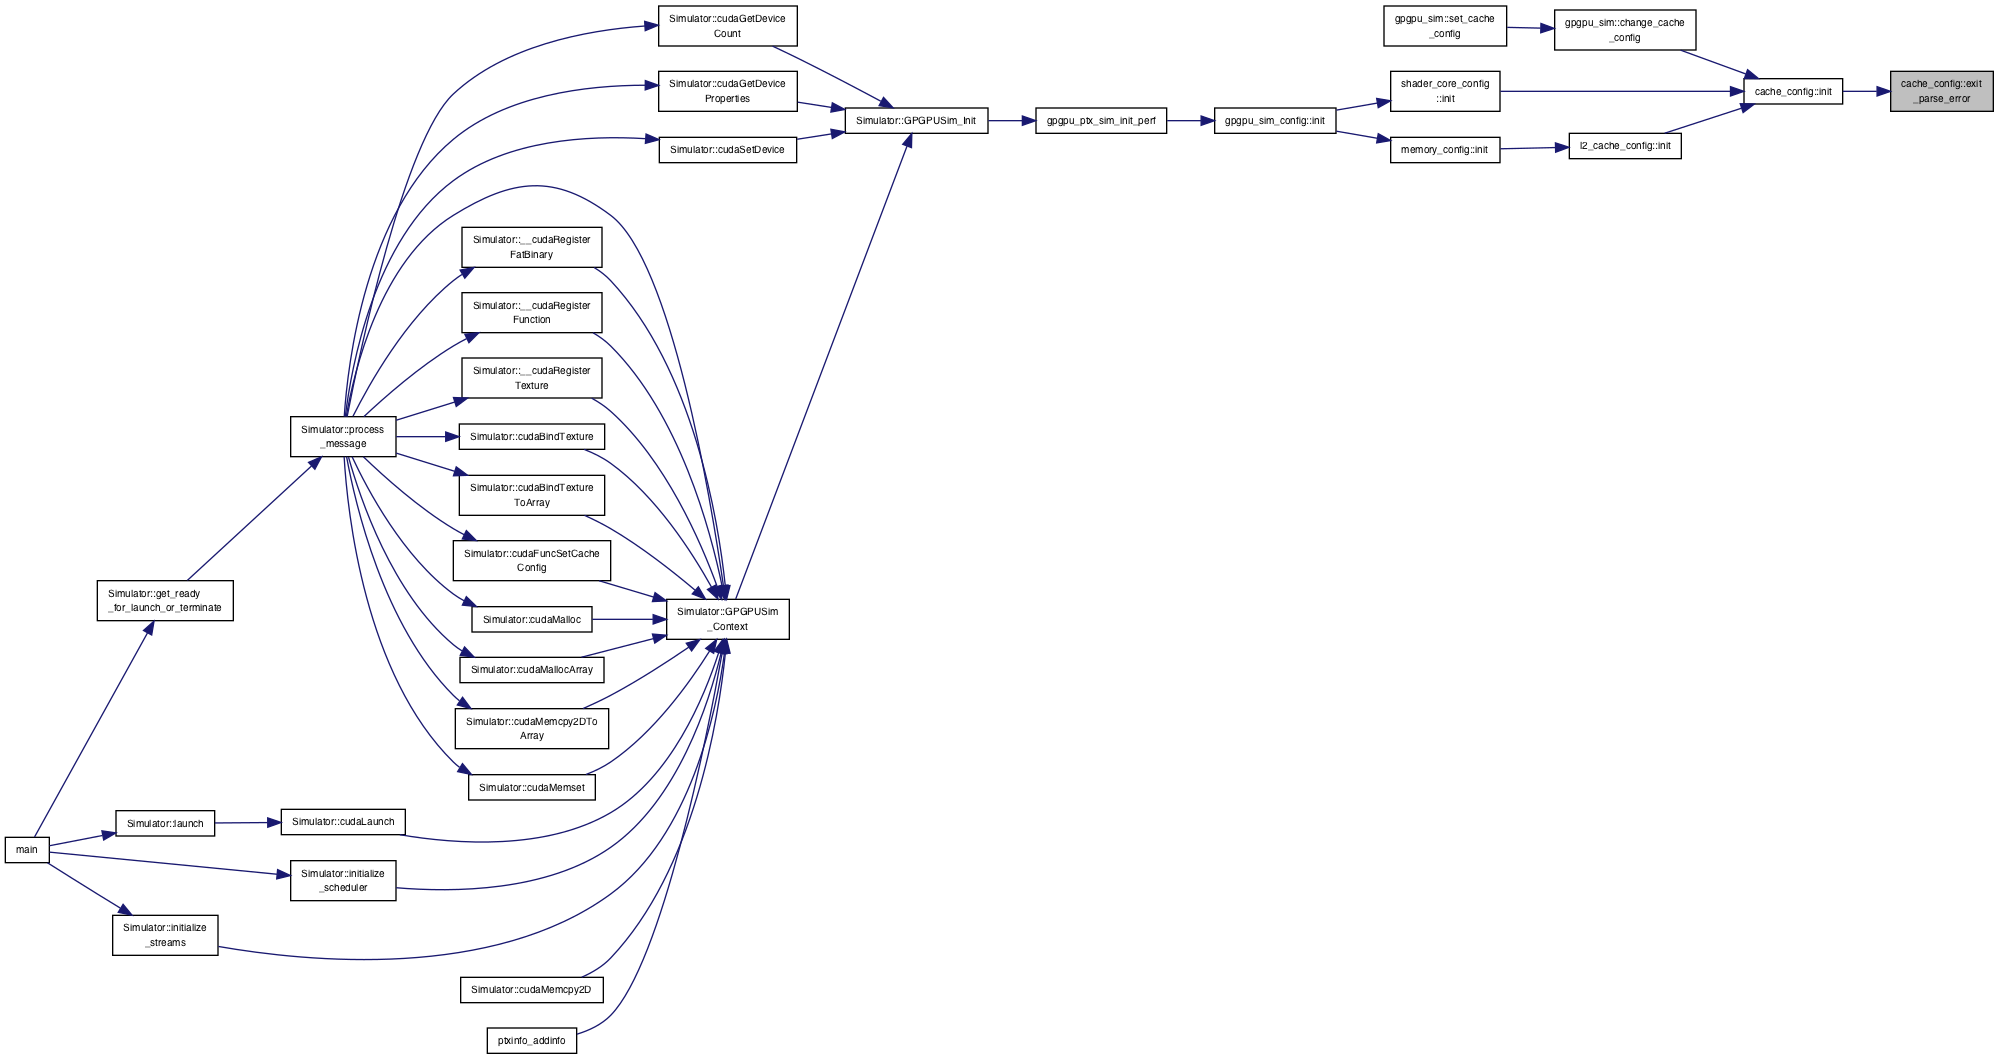 Simulator::cudaGetDevice
Count
gpgpu_sim::set_cache
_config
gpgpu_sim::change_cache
_config
Simulator::cudaGetDevice
Properties
shader_core_config
::init
cache_config::init
cache_config::exit
_parse_error
Simulator::GPGPUSim_Init
gpgpu_ptx_sim_init_perf
gpgpu_sim_config::init
Simulator::cudaSetDevice
memory_config::init
l2_cache_config::init
Simulator::__cudaRegister
FatBinary
Simulator::__cudaRegister
Function
Simulator::__cudaRegister
Texture
Simulator::process
_message
Simulator::cudaBindTexture
Simulator::cudaBindTexture
ToArray
Simulator::cudaFuncSetCache
Config
Simulator::get_ready
_for_launch_or_terminate
Simulator::cudaMalloc
Simulator::GPGPUSim
_Context
Simulator::cudaMallocArray
Simulator::cudaMemcpy2DTo
Array
Simulator::cudaMemset
Simulator::launch
Simulator::cudaLaunch
main
Simulator::initialize
_scheduler
Simulator::initialize
_streams
Simulator::cudaMemcpy2D
ptxinfo_addinfo